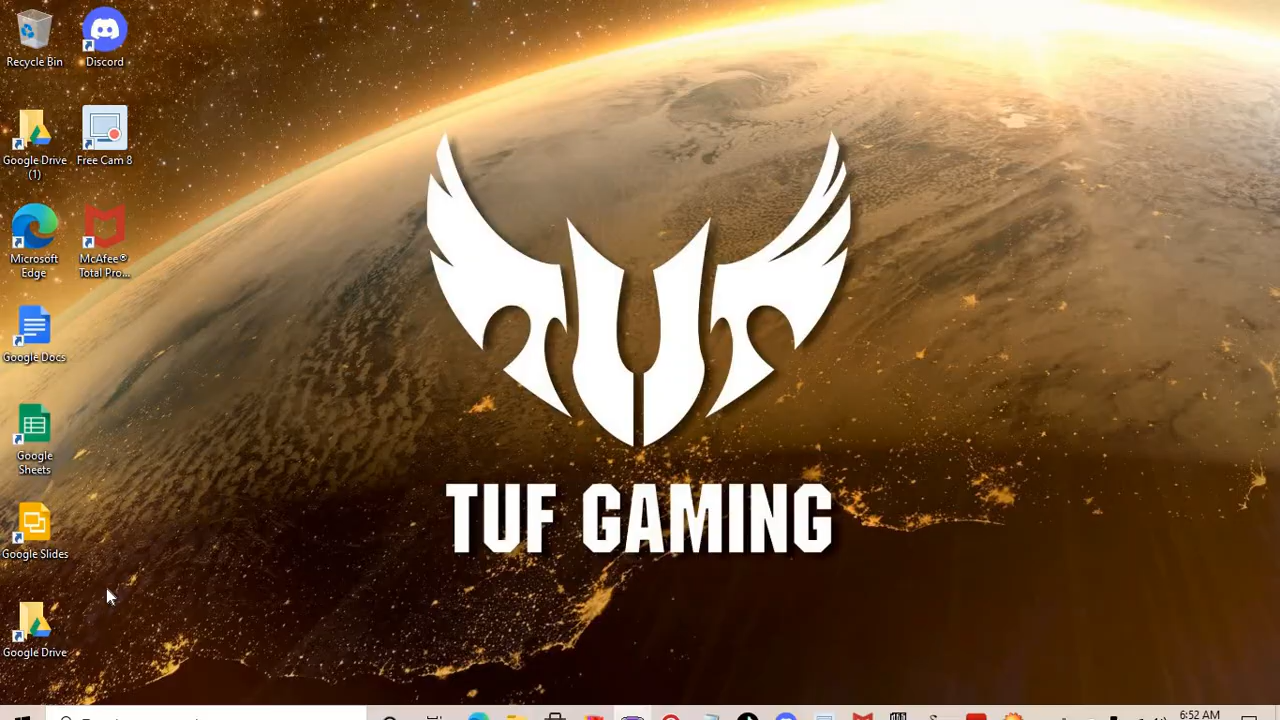 Recycle Bin
Discord
Google Drive
(1)
Free Cam 8
Microsoft
Edge
McAfee®
Total Pro...
Google Docs
Google
Sheets
Google Slides
Google Drive
TUF GAMING
6:52 AM